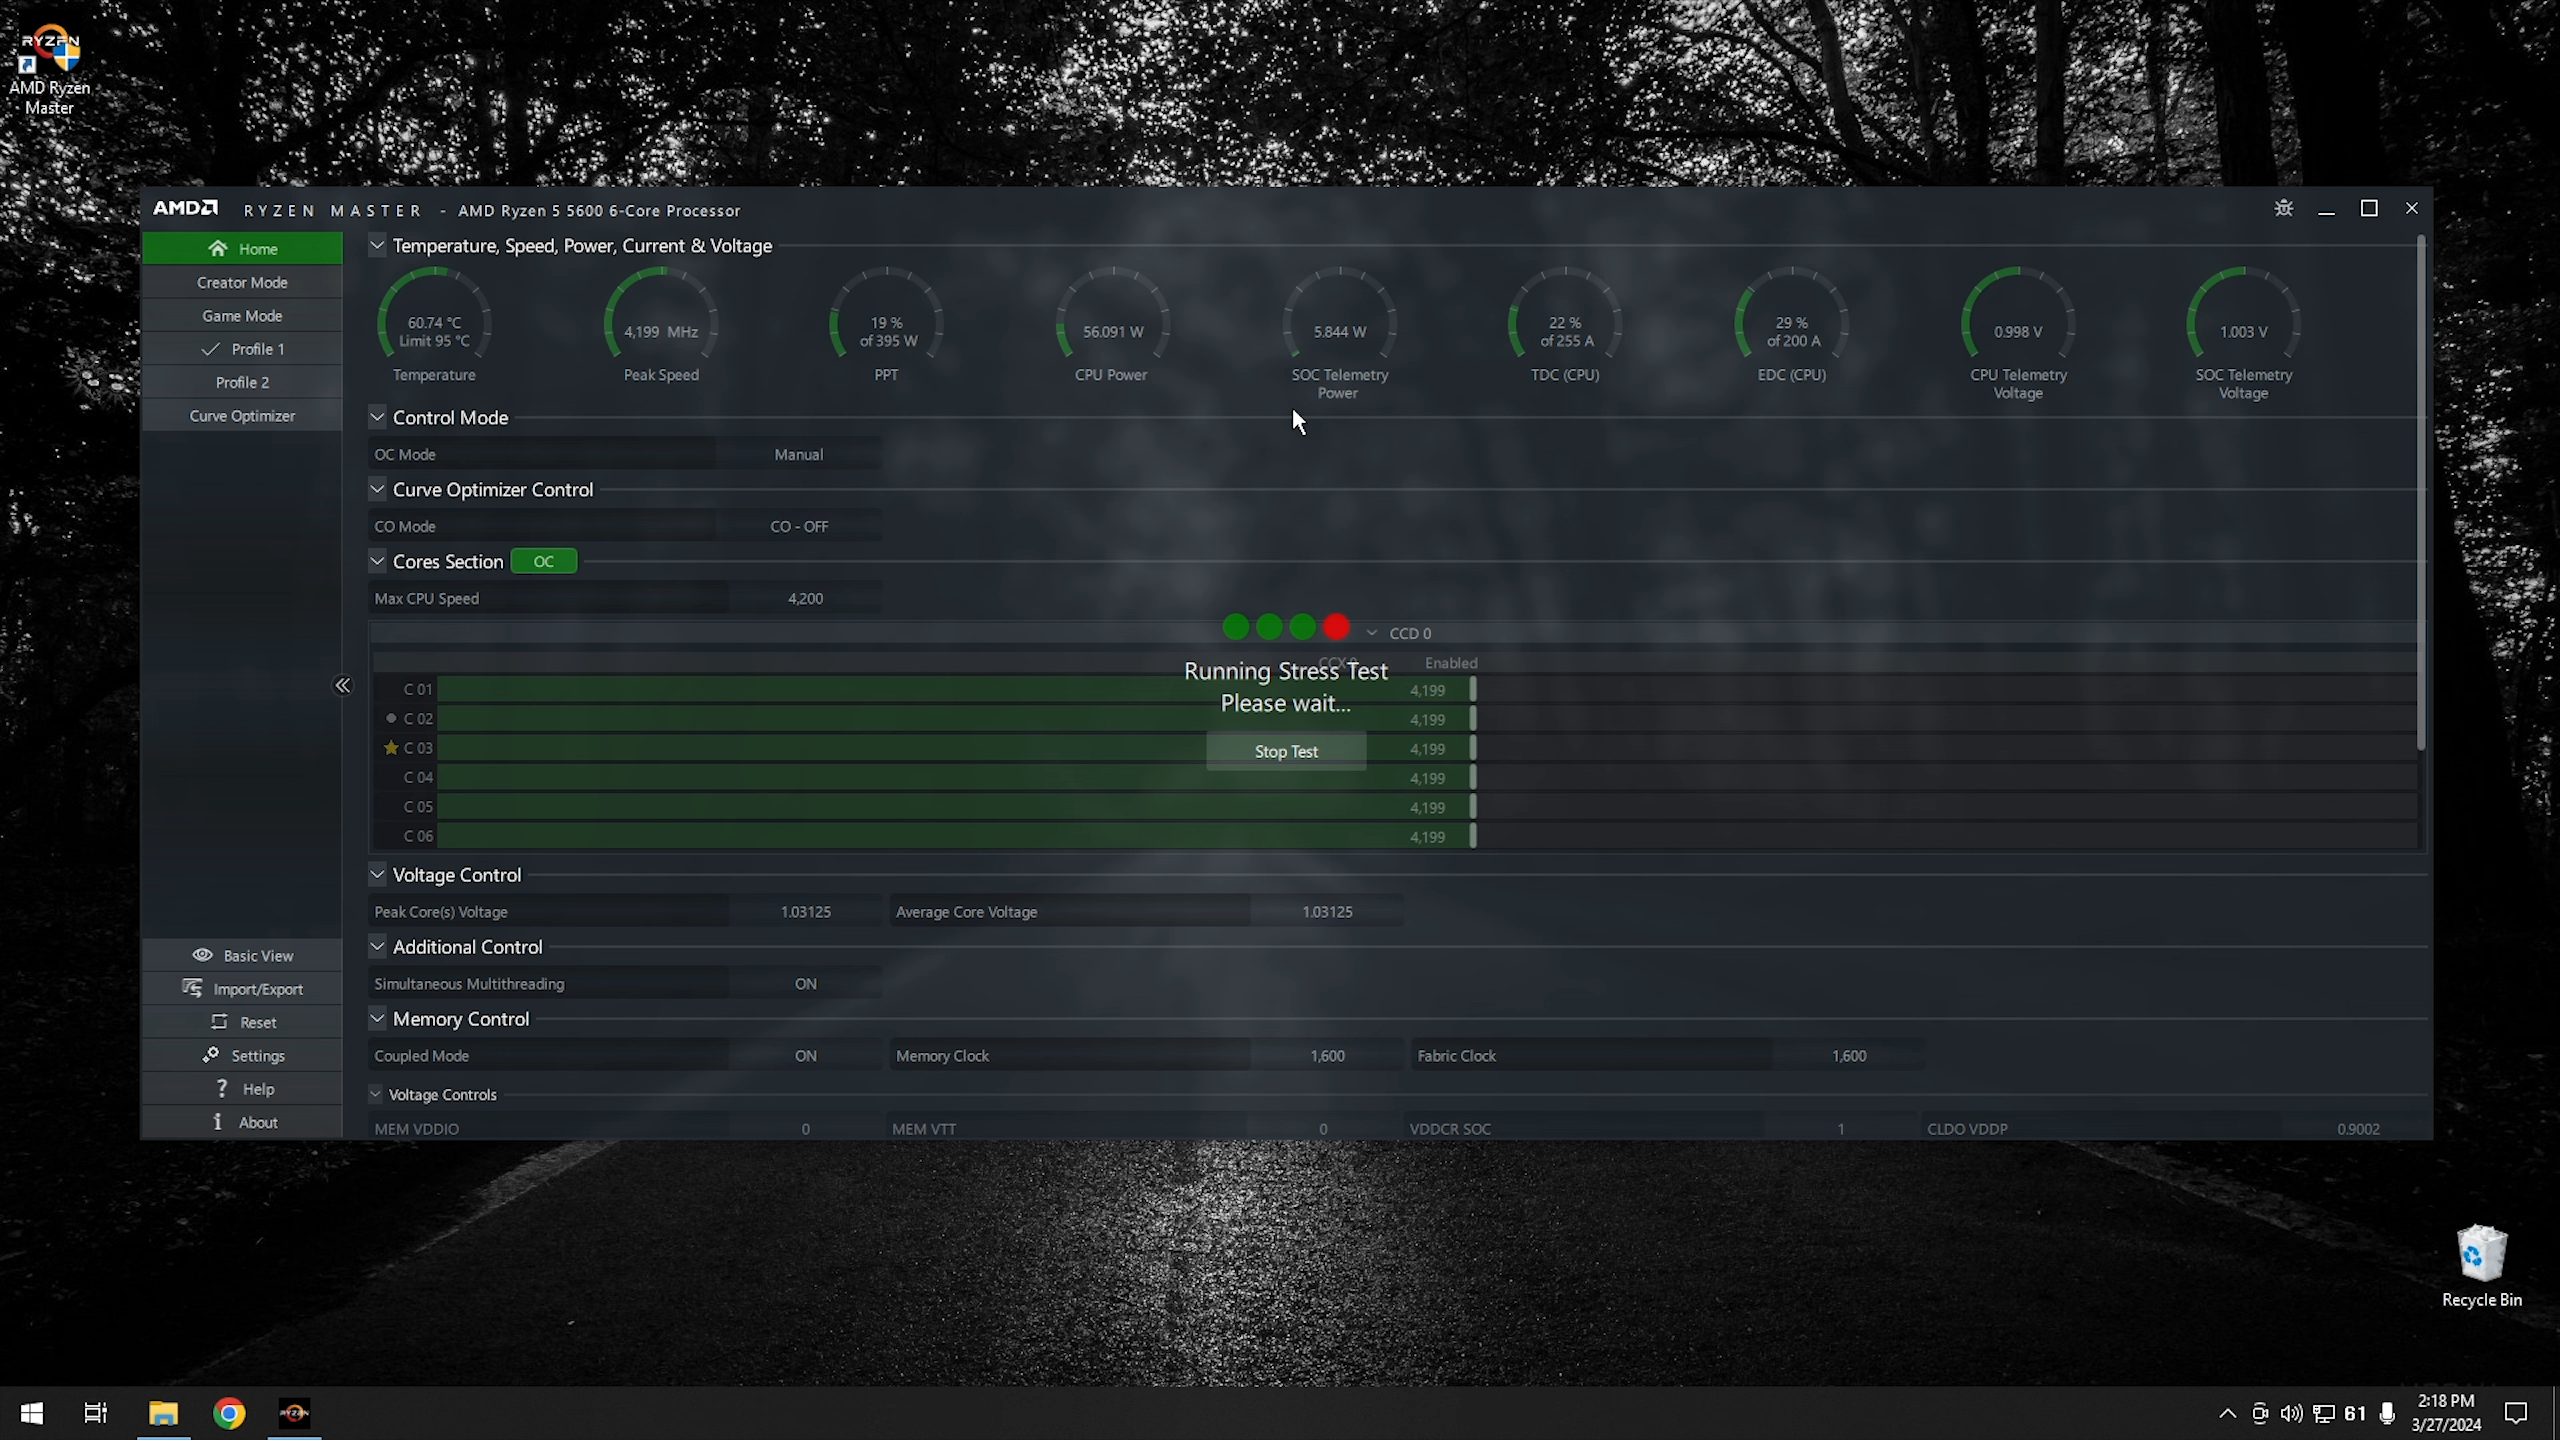 RYZEN
AMD Ryzen
Master
AMD RYZEN MASTER - AMD Ryzen 5 5600 6-Core Processor
Home
Creator Mode
Game Mode
Profile 1
Profile 2
Curve Optimizer
Temperature, Speed, Power, Current & Voltage
60.74 °C
Limit 95 °C
Temperature
4,199 MHz
Peak Speed
19 %
of 395 W
PPT
56.091 W
CPU Power
5.844 W
SOC Telemetry
Power
22 %
of 255 A
TDC (CPU)
29 %
of 200 A
EDC (CPU)
0.998 V
CPU Telemetry
Voltage
1.003 V
SOC Telemetry
Voltage
Control Mode
OC Mode Manual
Curve Optimizer Control
CO Mode CO - OFF
Cores Section OC
Max CPU Speed 4,200
CCD 0
CCX 0 Enabled
Running Stress Test
Please wait...
Stop Test
C 01 4,199
C 02 4,199
C 03 4,199
C 04 4,199
C 05 4,199
C 06 4,199
Voltage Control
Peak Core(s) Voltage 1.03125 Average Core Voltage 1.03125
Additional Control
Simultaneous Multithreading ON
Memory Control
Coupled Mode ON Memory Clock 1,600 Fabric Clock 1,600
Voltage Controls
MEM VDDIO 0 MEM VTT 0 VDDCR SOC 1 CLDO VDDP 0.9002
Basic View
Import/Export
Reset
Settings
Help
About
Recycle Bin
RYZEN
61
2:18 PM
3/27/2024